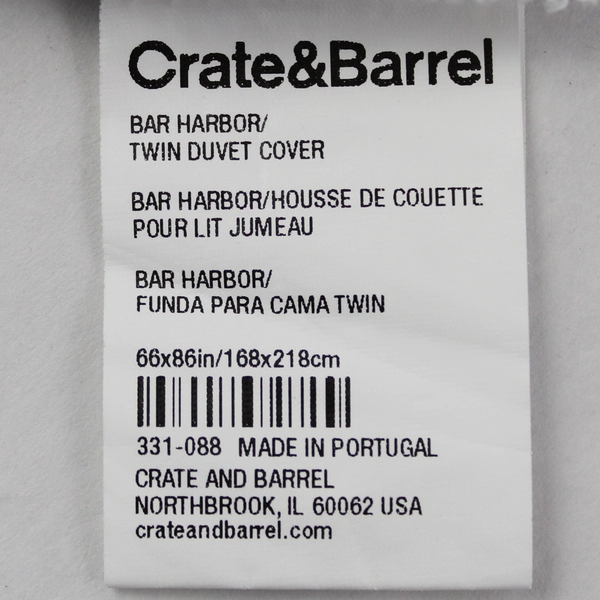 Crate&Barrel
BAR HARBOR/
TWIN DUVET COVER
BAR HARBOR/HOUSSE DE COUETTE
POUR LIT JUMEAU
BAR HARBOR/
FUNDA PARA CAMA TWIN
66x86in/168x218cm
331-088 MADE IN PORTUGAL
CRATE AND BARREL
NORTHBROOK, IL 60062 USA
crateandbarrel.com